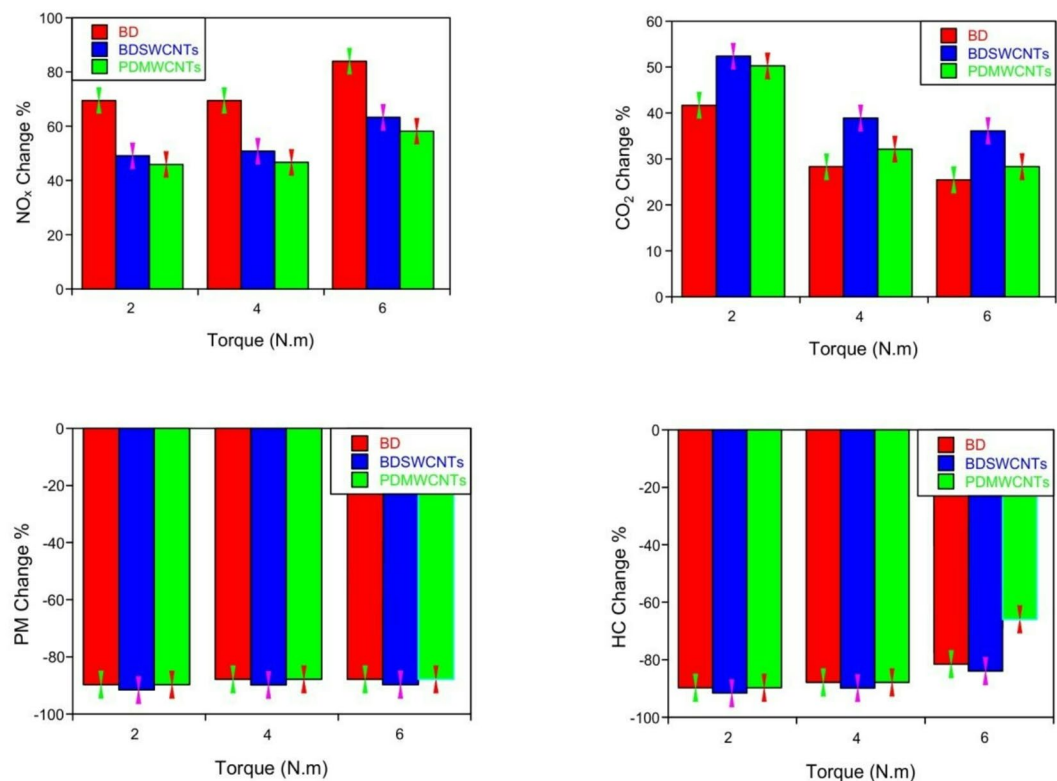 100
80
60
40
20
0
NOₓ Change %
BD
BDSWCNTs
PDMWCNTs
2 4 6
Torque (N.m)
60
50
40
30
20
10
0
CO₂ Change %
BD
BDSWCNTs
PDMWCNTs
2 4 6
Torque (N.m)
0
-20
-40
-60
-80
-100
PM Change %
BD
BDSWCNTs
PDMWCNTs
2 4 6
Torque (N.m)
0
-20
-40
-60
-80
-100
HC Change %
BD
BDSWCNTs
PDMWCNTs
2 4 6
Torque (N.m)